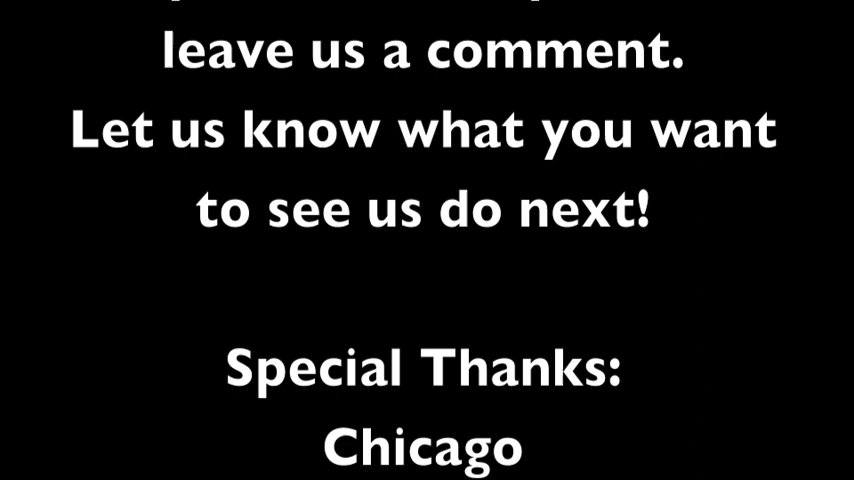 leave us a comment.
Let us know what you want
to see us do next!
Special Thanks:
Chicago